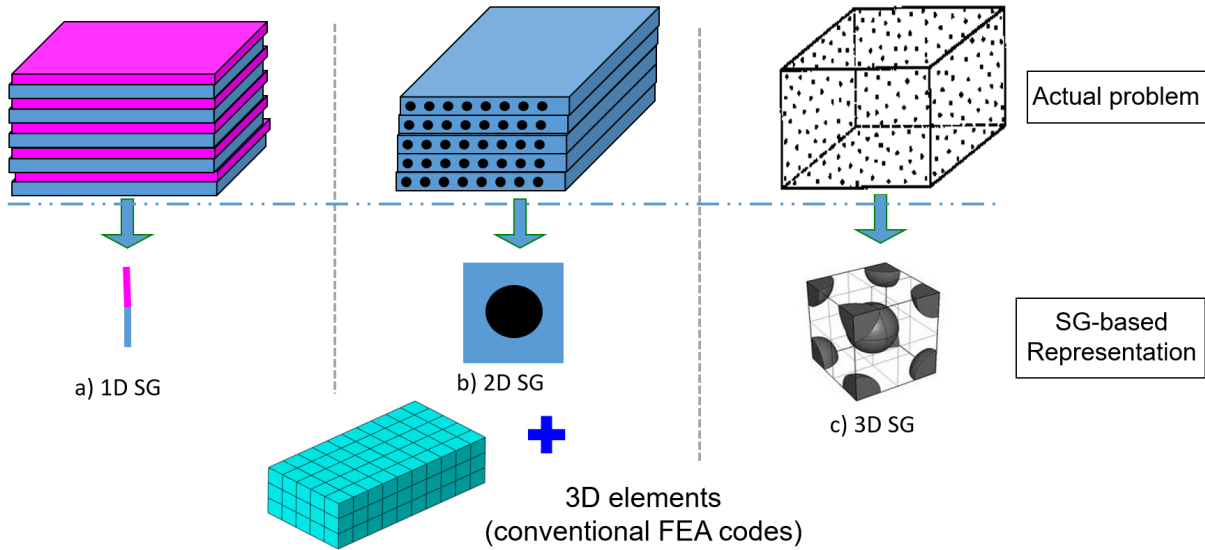 Actual problem
SG-based
Representation
a) 1D SG
b) 2D SG
c) 3D SG
3D elements
(conventional FEA codes)